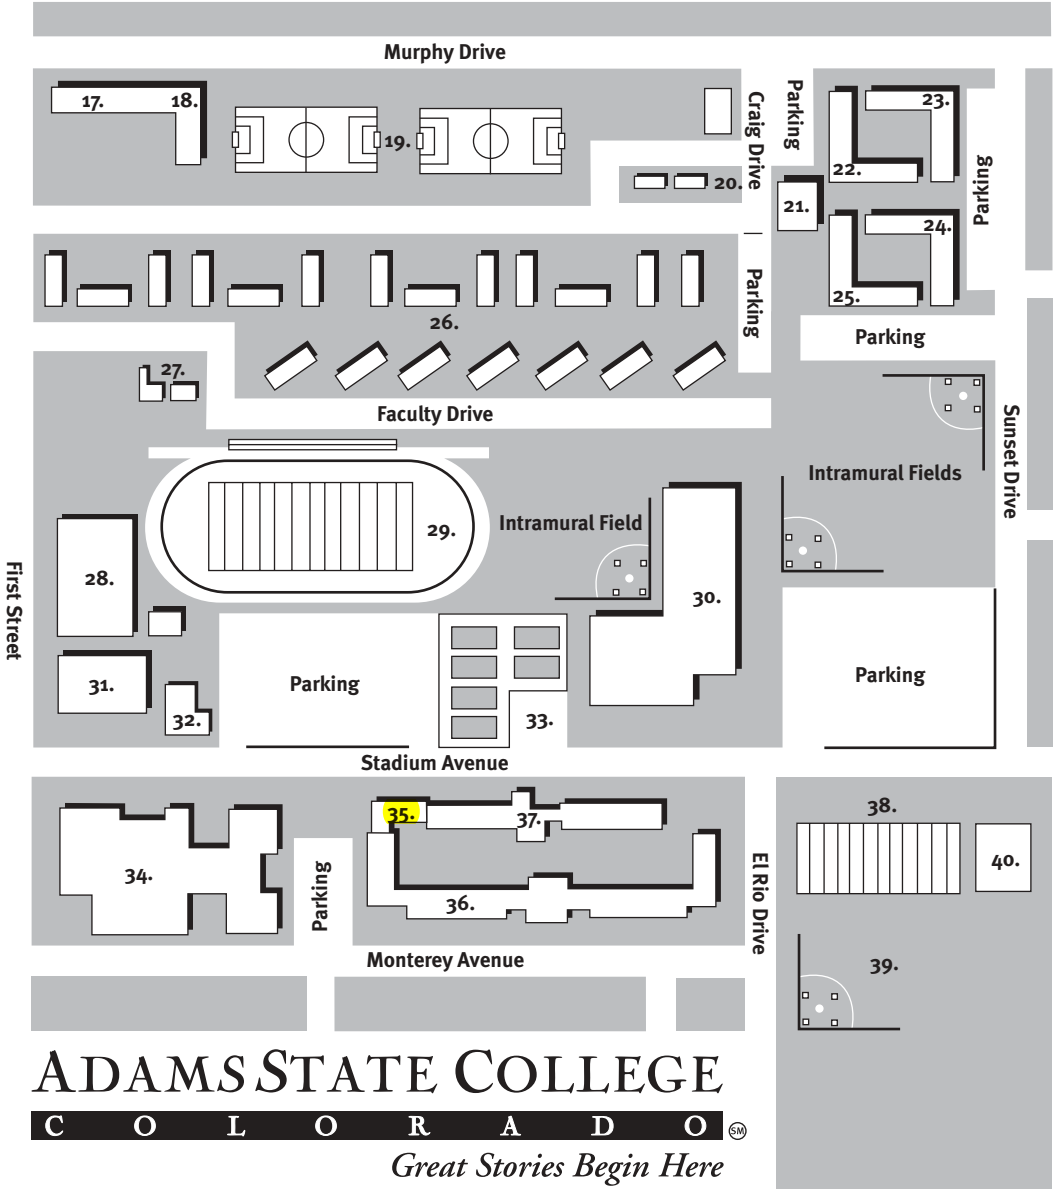 Murphy Drive
17.
18.
19.
Craig Drive
Parking
23.
22.
Parking
20.
21.
24.
25.
Parking
26.
Parking
27.
Faculty Drive
Sunset Drive
Intramural Fields
Intramural Field
29.
First Street
28.
30.
31.
Parking
Parking
32.
33.
Stadium Avenue
35.
37.
38.
34.
Parking
36.
El Rio Drive
40.
Monterey Avenue
39.
ADAMS STATE COLLEGE
COLORADO
SM
Great Stories Begin Here